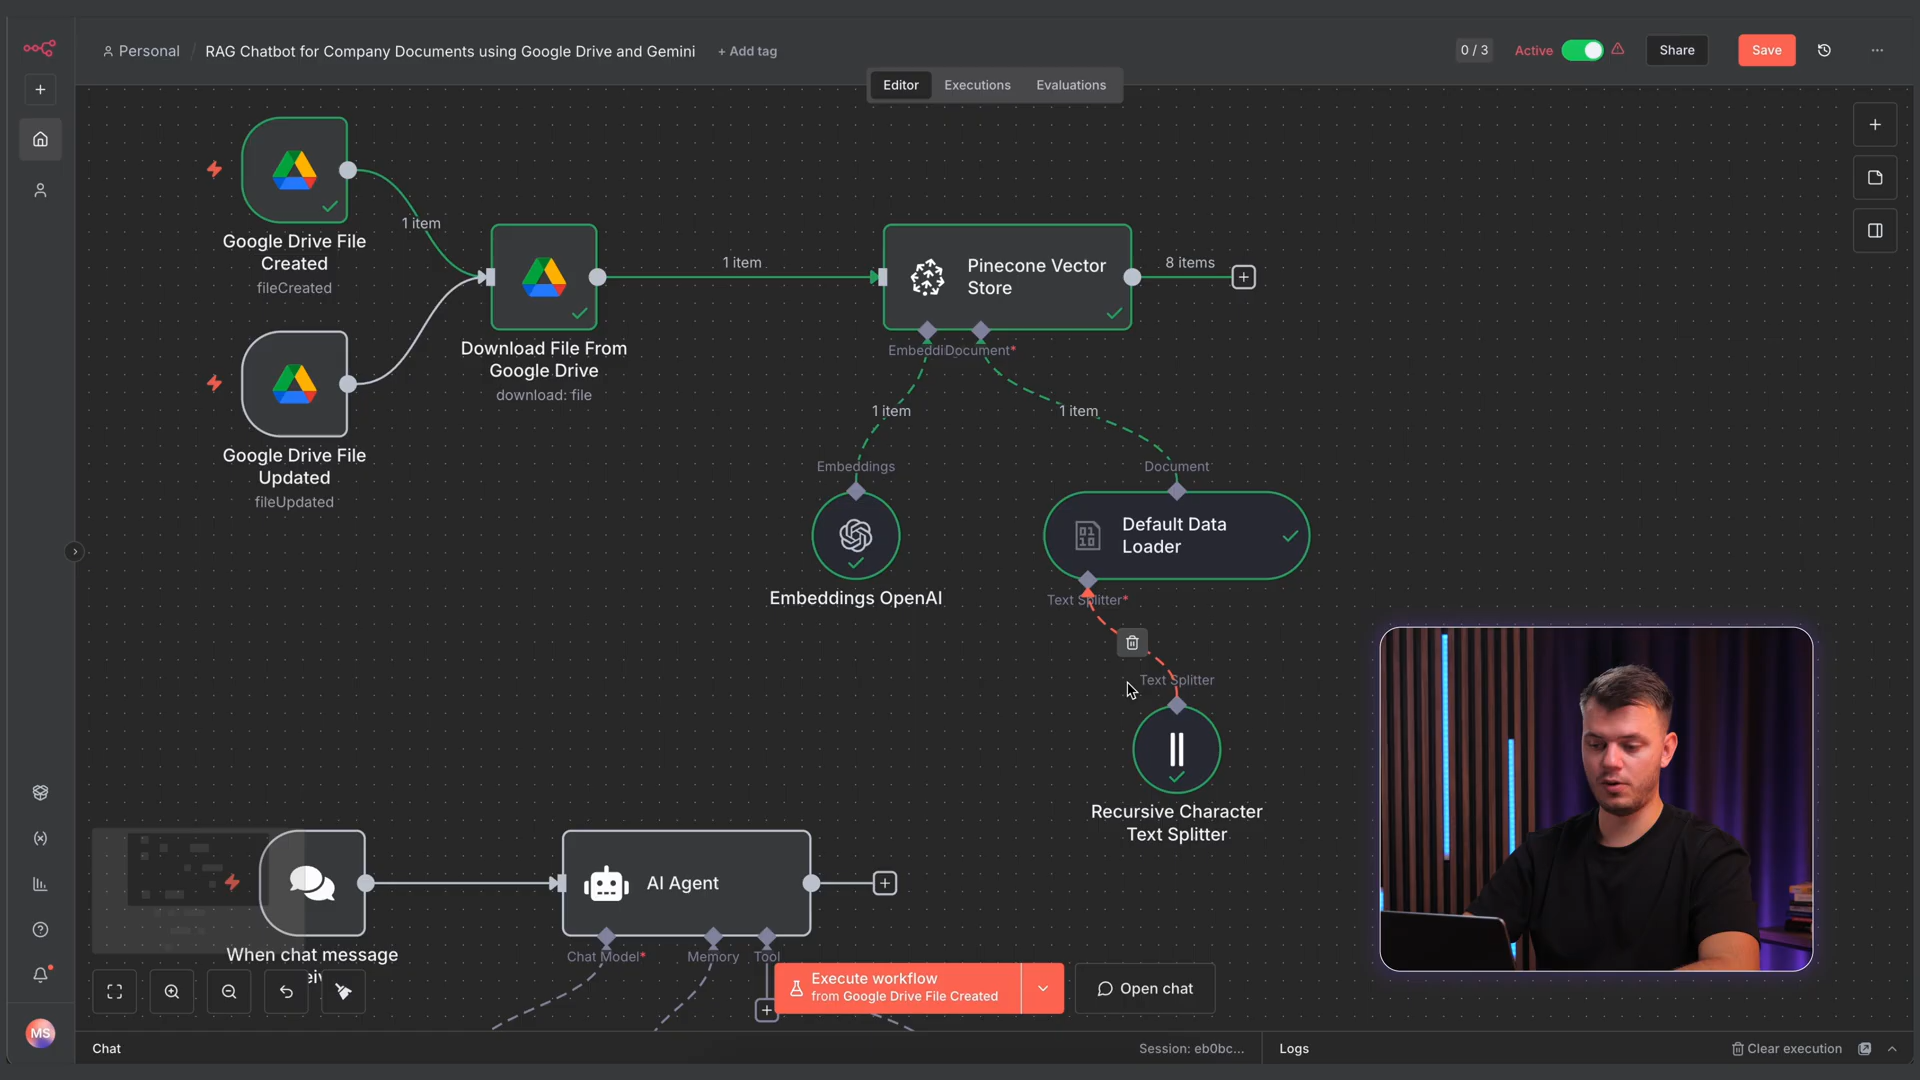 Personal / RAG Chatbot for Company Documents using Google Drive and Gemini + Add tag
0 / 3 Active Share Save
Editor Executions Evaluations
1 item
Google Drive File
Created
fileCreated
1 item
Pinecone Vector
Store
8 items
Download File From
Google Drive
download: file
Embeddi
Document*
Google Drive File
Updated
fileUpdated
1 item
1 item
Embeddings
Document
Default Data
Loader
Embeddings OpenAI
Text Splitter*
Text Splitter
Recursive Character
Text Splitter
AI Agent
When chat message
Chat Model*
Memory
Tool
Execute workflow
from Google Drive File Created
Open chat
MS
Chat
Session: eb0bc...
Logs
Clear execution